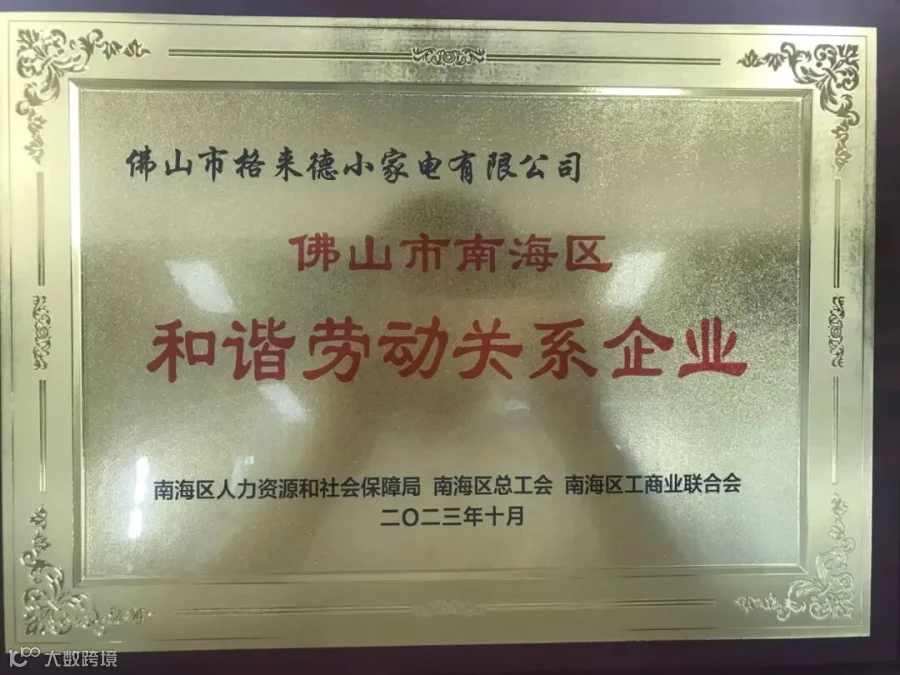 佛山市格来德小家电有限公司
佛山市南海区
和谐劳动关系企业
南海区人力资源和社会保障局 南海区总工会 南海区工商业联合会
二〇二三年十月
大数跨境